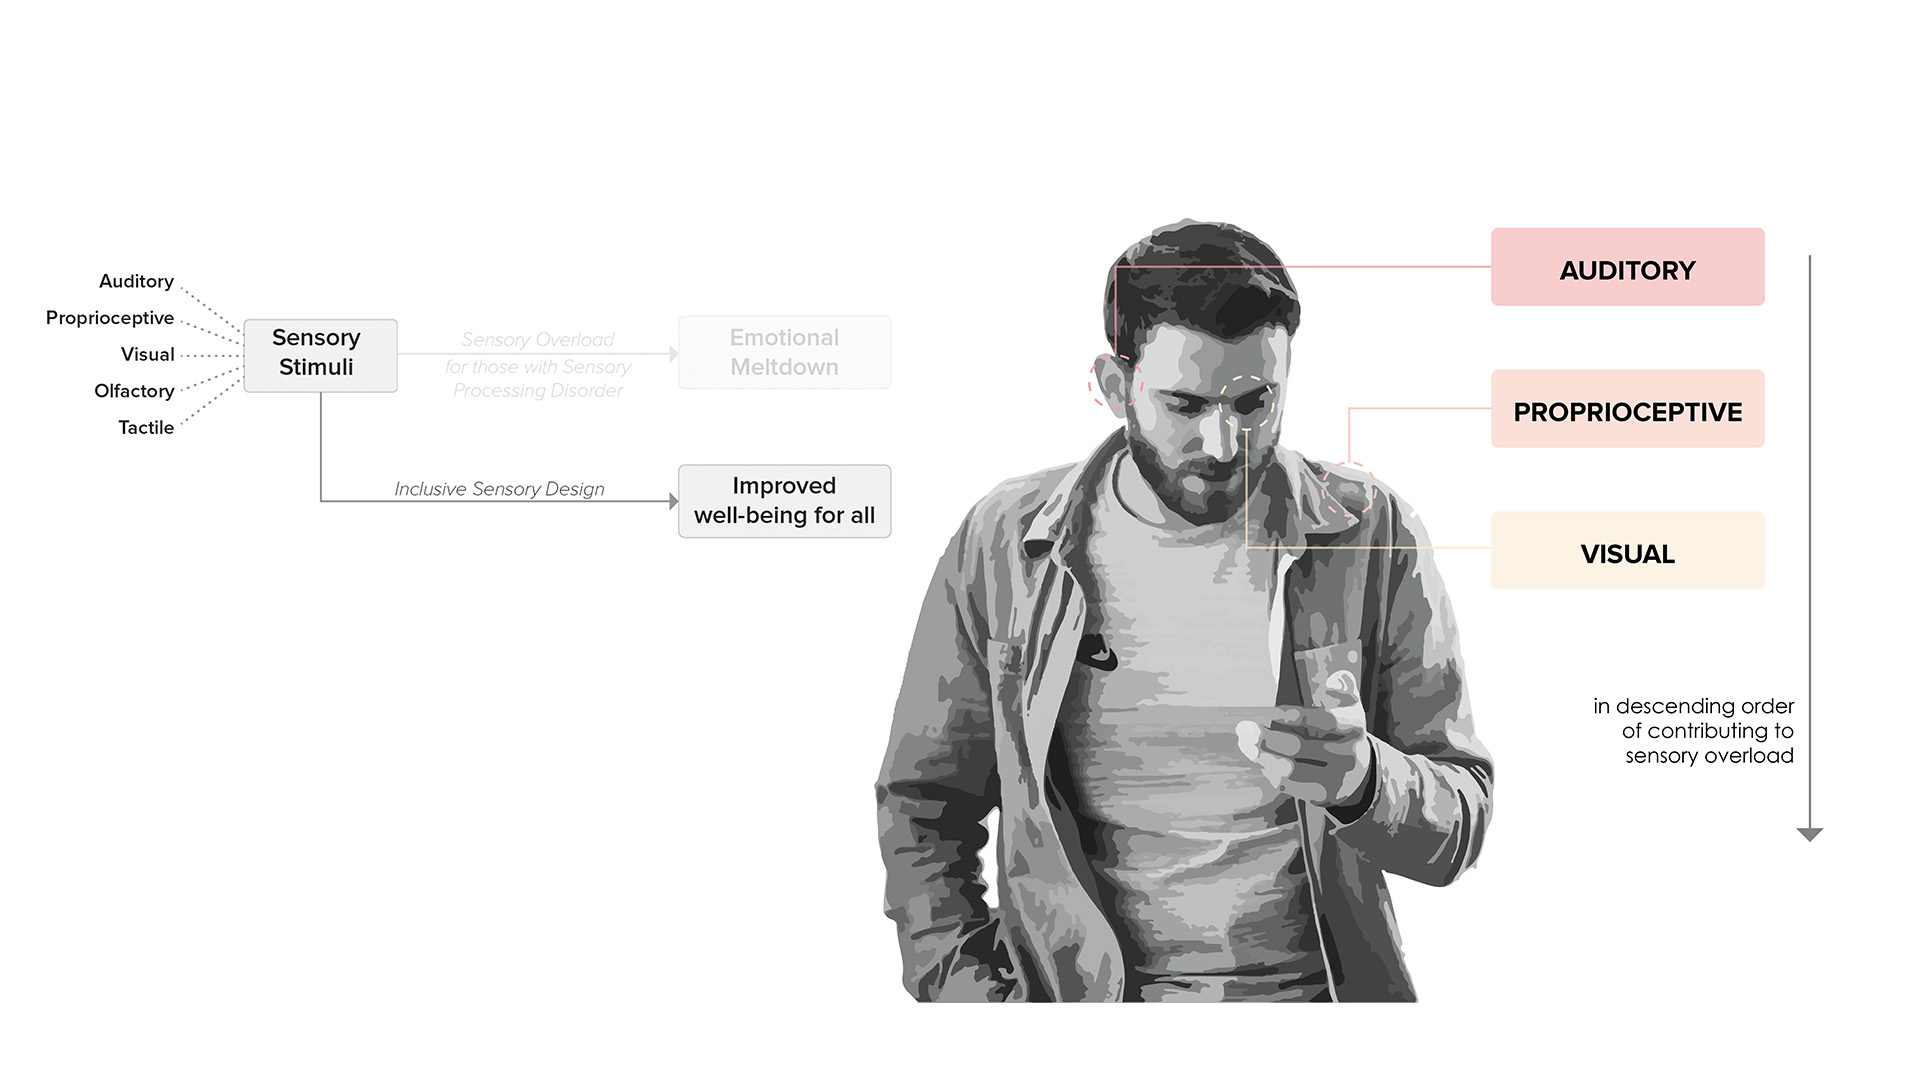 Auditory
Proprioceptive
Visual
Olfactory
Tactile
Sensory
Stimuli
Sensory Overload
for those with Sensory
Processing Disorder
Emotional
Meltdown
Inclusive Sensory Design
Improved
well-being for all
AUDITORY
PROPRIOCEPTIVE
VISUAL
in descending order
of contributing to
sensory overload